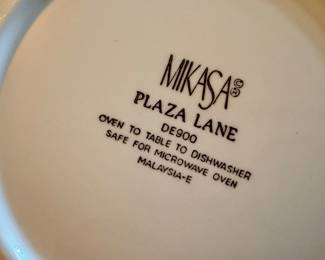 MIKASA©®
PLAZA LANE
DE900
OVEN TO TABLE TO DISHWASHER
SAFE FOR MICROWAVE OVEN
MALAYSIA-E